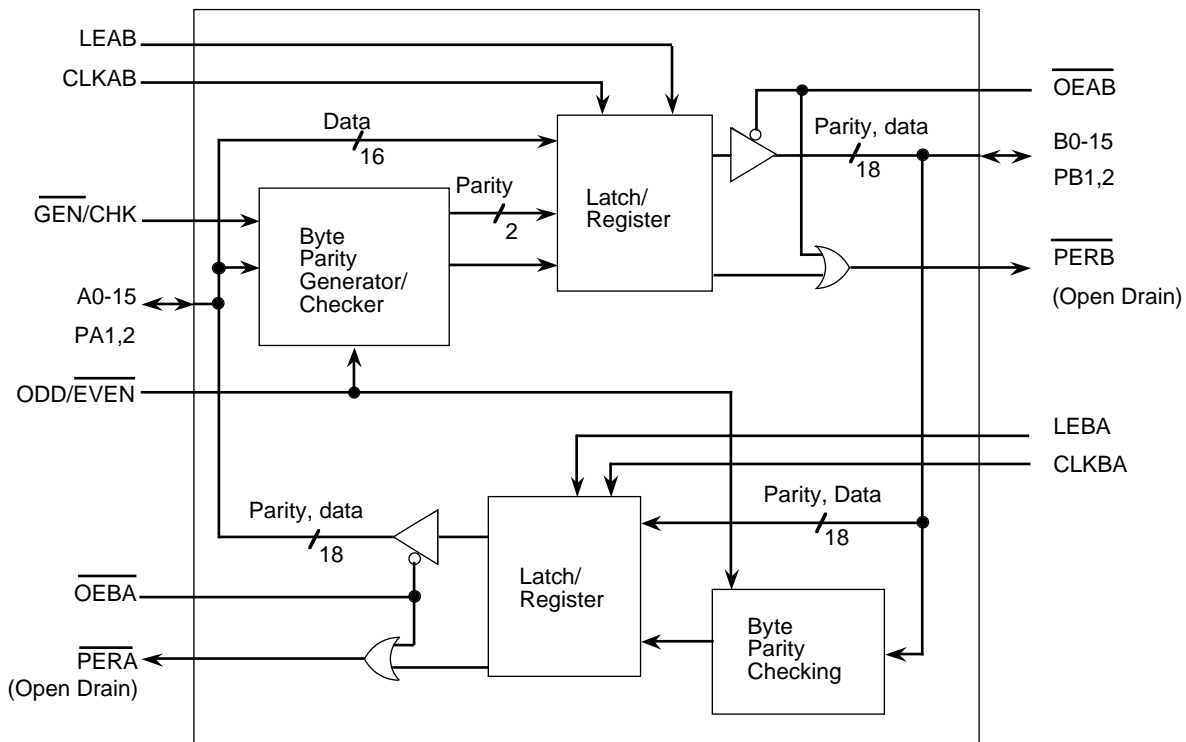 LEAB
CLKAB
OEAB
Data
16
Parity, data
18
B0-15
PB1,2
GEN/CHK
Parity
2
Byte
Parity
Generator/
Checker
Latch/
Register
PERB
(Open Drain)
A0-15
PA1,2
ODD/EVEN
LEBA
CLKBA
Parity, data
18
Parity, Data
18
Latch/
Register
OEBA
Byte
Parity
Checking
PERA
(Open Drain)